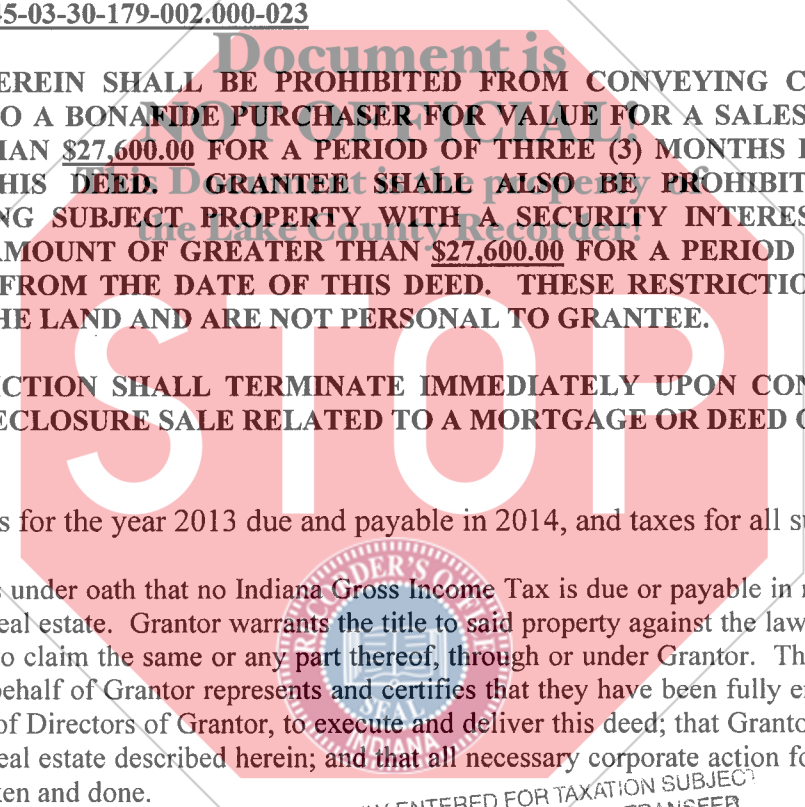 45-03-30-179-002.000-023
Document is
EREIN SHALL BE PROHIBITED FROM CONVEYING C
NOT OFFICIAL!
O A BONAFIDE PURCHASER FOR VALUE FOR A SALES
HAN $27,600.00 FOR A PERIOD OF THREE (3) MONTHS
This Document is the property of
HIS DEED. GRANTEE SHALL ALSO BE PROHIBIT
the Lake County Recorder!
NG SUBJECT PROPERTY WITH A SECURITY INTERES
AMOUNT OF GREATER THAN $27,600.00 FOR A PERIOD
FROM THE DATE OF THIS DEED. THESE RESTRICTIO
HE LAND AND ARE NOT PERSONAL TO GRANTEE.
STOP
ICTION SHALL TERMINATE IMMEDIATELY UPON CON
ECLOSURE SALE RELATED TO A MORTGAGE OR DEED
s for the year 2013 due and payable in 2014, and taxes for all su
RECORDER'S OFFICE
s under oath that no Indiana Gross Income Tax is due or payable in
eal estate. Grantor warrants the title to said property against the law
o claim the same or any part thereof, through or under Grantor. Th
behalf of Grantor represents and certifies that they have been fully e
SEAL
of Directors of Grantor, to execute and deliver this deed; that Granto
INDIANA
eal estate described herein; and that all necessary corporate action fo
ken and done.
ENTERED FOR TAXATION SUBJECT
TRANSFER